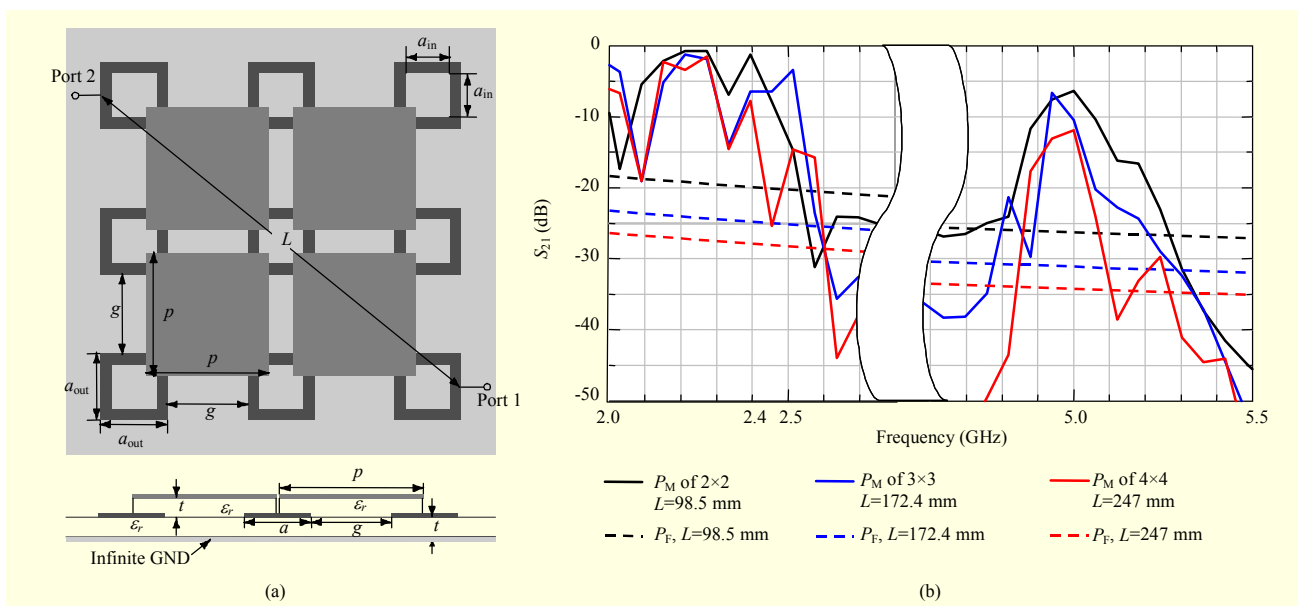 Port 2
a_in
a_in
L
g
p
p
a_out
g
a_out
Port 1
p
t
ε_r
ε_r
ε_r
a
g
t
Infinite GND
(a)
S_21 (dB)
0
-10
-20
-30
-40
-50
2.0
2.4
2.5
5.0
5.5
Frequency (GHz)
P_M of 2×2
L=98.5 mm
P_M of 3×3
L=172.4 mm
P_M of 4×4
L=247 mm
P_F, L=98.5 mm
P_F, L=172.4 mm
P_F, L=247 mm
(b)